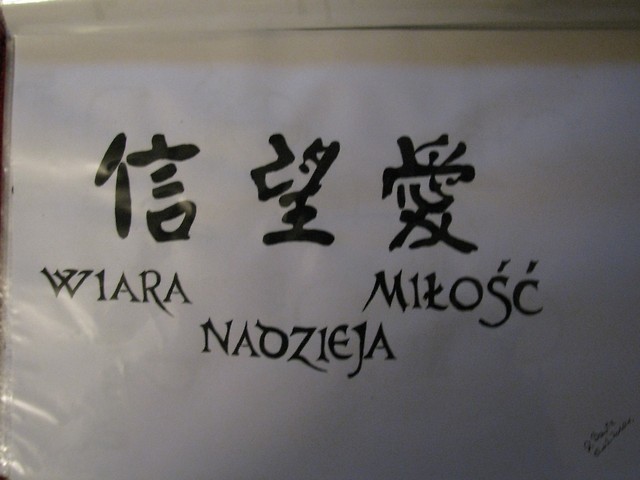 信 望 愛
WIARA MIŁOŚĆ
NADZIEJA